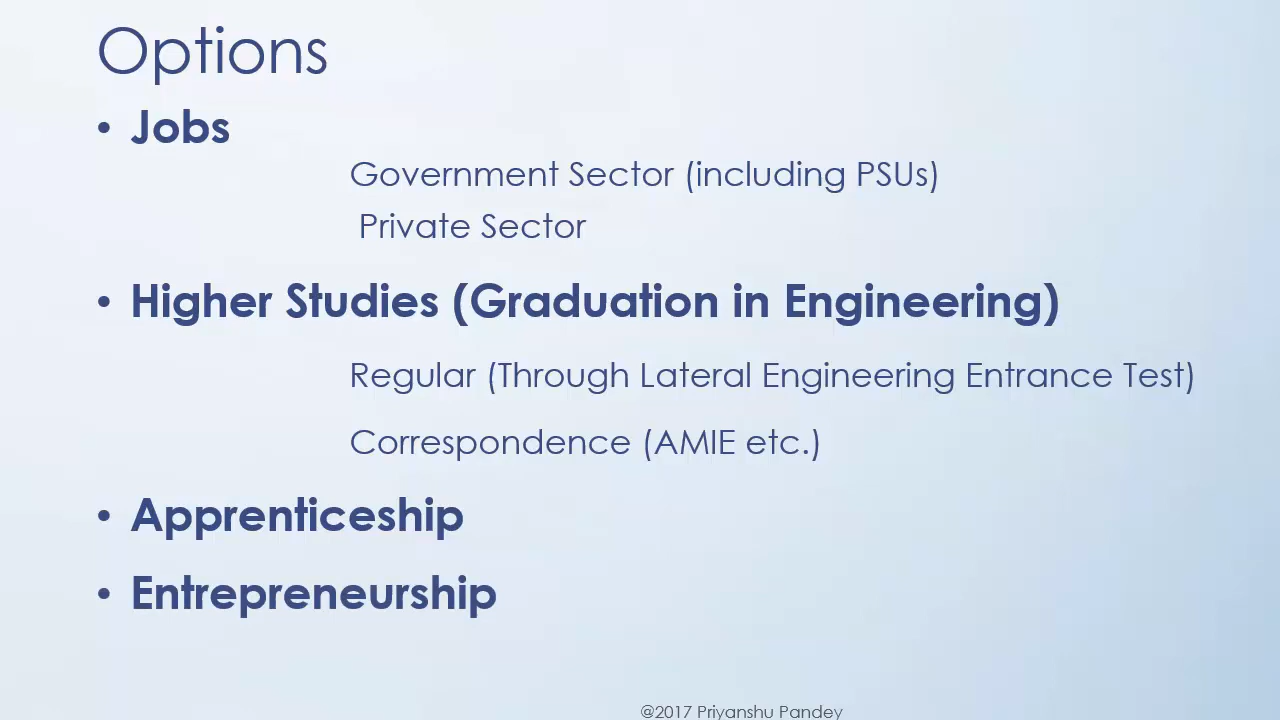 Options
• Jobs
Government Sector (including PSUs)
Private Sector
• Higher Studies (Graduation in Engineering)
Regular (Through Lateral Engineering Entrance Test)
Correspondence (AMIE etc.)
• Apprenticeship
• Entrepreneurship
@2017 Priyanshu Pandey